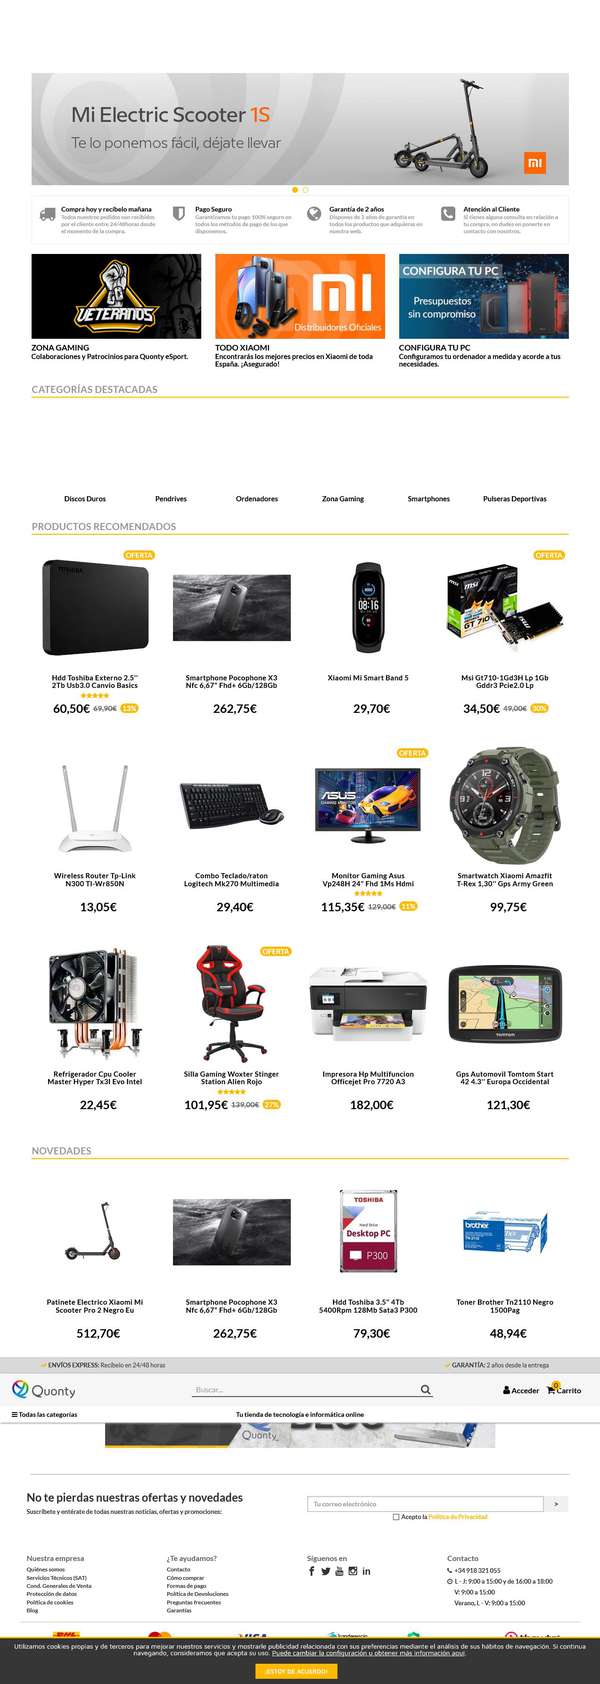 Mi Electric Scooter 1S
Te lo ponemos fácil, déjate llevar
Compra hoy y recíbelo mañana
Todos nuestros pedidos son recibidos
por el cliente entre 24/48horas desde
el momento de la compra.
Pago Seguro
Garantizamos tu pago 100% seguro en
todos los métodos de pago de los que
disponemos.
Garantía de 2 años
Dispones de 2 años de garantía en
todos los productos que adquieras en
nuestra web.
Atención al Cliente
Si tienes alguna consulta en relación a
tu compra, no dudes en ponerte en
contacto con nosotros.
VETERANOS
Distribuidores Oficiales
CONFIGURA TU PC
Presupuestos
sin compromiso
ZONA GAMING
Colaboraciones y Patrocinios para Quonty eSport.
TODO XIAOMI
Encontrarás los mejores precios en Xiaomi de toda
España. ¡Asegurado!
CONFIGURA TU PC
Configuramos tu ordenador a medida y acorde a tus
necesidades.
CATEGORÍAS DESTACADAS
Discos Duros
Pendrives
Ordenadores
Zona Gaming
Smartphones
Pulseras Deportivas
PRODUCTOS RECOMENDADOS
OFERTA
TOSHIBA
08:16
OFERTA
msi
GT 710
Hdd Toshiba Externo 2.5''
2Tb Usb3.0 Canvio Basics
60,50€ 69,90€ 13%
Smartphone Pocophone X3
Nfc 6,67" Fhd+ 6Gb/128Gb
262,75€
Xiaomi Mi Smart Band 5
29,70€
Msi Gt710-1Gd3H Lp 1Gb
Gddr3 Pcie2.0 Lp
34,50€ 49,00€ 30%
OFERTA
ASUS
Wireless Router Tp-Link
N300 Tl-Wr850N
13,05€
Combo Teclado/raton
Logitech Mk270 Multimedia
29,40€
Monitor Gaming Asus
Vp248H 24" Fhd 1Ms Hdmi
115,35€ 129,00€ 11%
Smartwatch Xiaomi Amazfit
T-Rex 1,30'' Gps Army Green
99,75€
OFERTA
TOMTOM
Refrigerador Cpu Cooler
Master Hyper Tx3I Evo Intel
22,45€
Silla Gaming Woxter Stinger
Station Alien Rojo
101,95€ 139,00€ 27%
Impresora Hp Multifuncion
Officejet Pro 7720 A3
182,00€
Gps Automovil Tomtom Start
42 4.3'' Europa Occidental
121,30€
NOVEDADES
TOSHIBA
Hard Drive
Desktop PC
P300
brother
Patinete Electrico Xiaomi Mi
Scooter Pro 2 Negro Eu
512,70€
Smartphone Pocophone X3
Nfc 6,67" Fhd+ 6Gb/128Gb
262,75€
Hdd Toshiba 3.5" 4Tb
5400Rpm 128Mb Sata3 P300
79,30€
Toner Brother Tn2110 Negro
1500Pag
48,94€
ENVÍOS EXPRESS: Recíbelo en 24/48 horas
GARANTÍA: 2 años desde la entrega
Quonty
Buscar...
Acceder
0
Carrito
Todas las categorías
Tu tienda de tecnología e informática online
Quonty
No te pierdas nuestras ofertas y novedades
Suscríbete y entérate de todas nuestras noticias, ofertas y promociones:
Tu correo electrónico
>
Acepto la Política de Privacidad
Nuestra empresa
Quiénes somos
Servicios Técnicos (SAT)
Cond. Generales de Venta
Protección de datos
Política de cookies
Blog
¿Te ayudamos?
Contacto
Cómo comprar
Formas de pago
Política de Devoluciones
Preguntas frecuentes
Garantías
Síguenos en
Contacto
+34 918 321 055
L - J: 9:00 a 15:00 y de 16:00 a 18:00
V: 9:00 a 15:00
Verano, L - V: 9:00 a 15:00
Utilizamos cookies propias y de terceros para mejorar nuestros servicios y mostrarle publicidad relacionada con sus preferencias mediante el análisis de sus hábitos de navegación. Si continua
navegando, consideramos que acepta su uso. Puede cambiar la configuración u obtener más información aquí.
¡ESTOY DE ACUERDO!